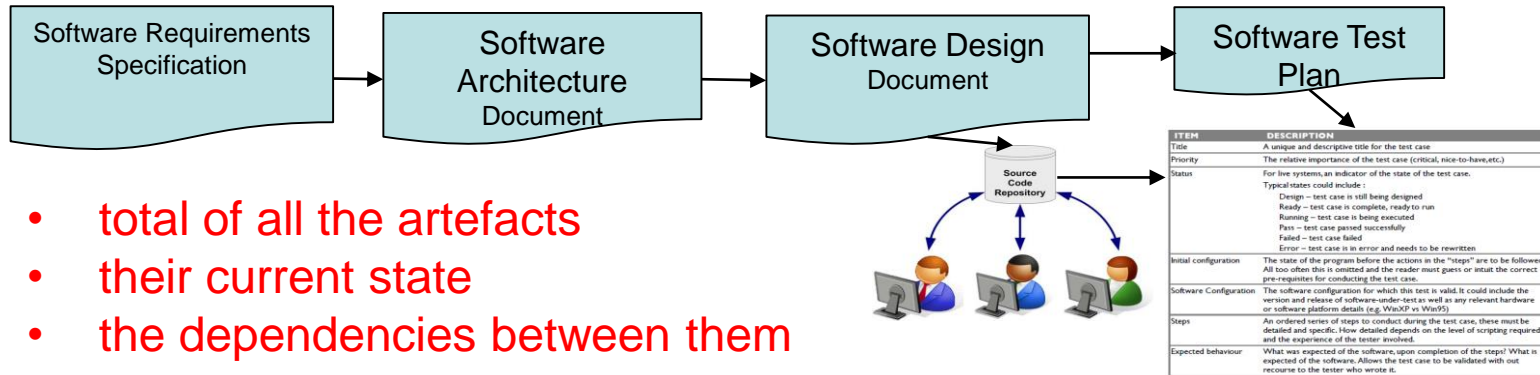 Software Requirements
Specification
Software
Architecture
Document
Software Design
Document
Software Test
Plan
Source
Code
Repository
• total of all the artefacts
• their current state
• the dependencies between them
ITEM DESCRIPTION
Title A unique and descriptive title for the test case
Priority The relative importance of the test case (critical, nice-to-have,etc.)
Status For live systems, an indicator of the state of the test case.
Typical states could include :
Design – test case is still being designed
Ready – test case is complete, ready to run
Running – test case is being executed
Pass – test case passed successfully
Failed – test case failed
Error – test case is in error and needs to be rewritten
Initial configuration The state of the program before the actions in the "steps" are to be followed.
All too often this is omitted and the reader must guess or intuit the correct
pre-requisites for conducting the test case.
Software Configuration The software configuration for which this test is valid. It could include the
version and release of software-under-test as well as any relevant hardware
or software platform details (e.g. WinXP vs Win95)
Steps An ordered series of steps to conduct during the test case, these must be
detailed and specific. How detailed depends on the level of scripting required
and the experience of the tester involved.
Expected behaviour What was expected of the software, upon completion of the steps? What is
expected of the software. Allows the test case to be validated with out
recourse to the tester who wrote it.